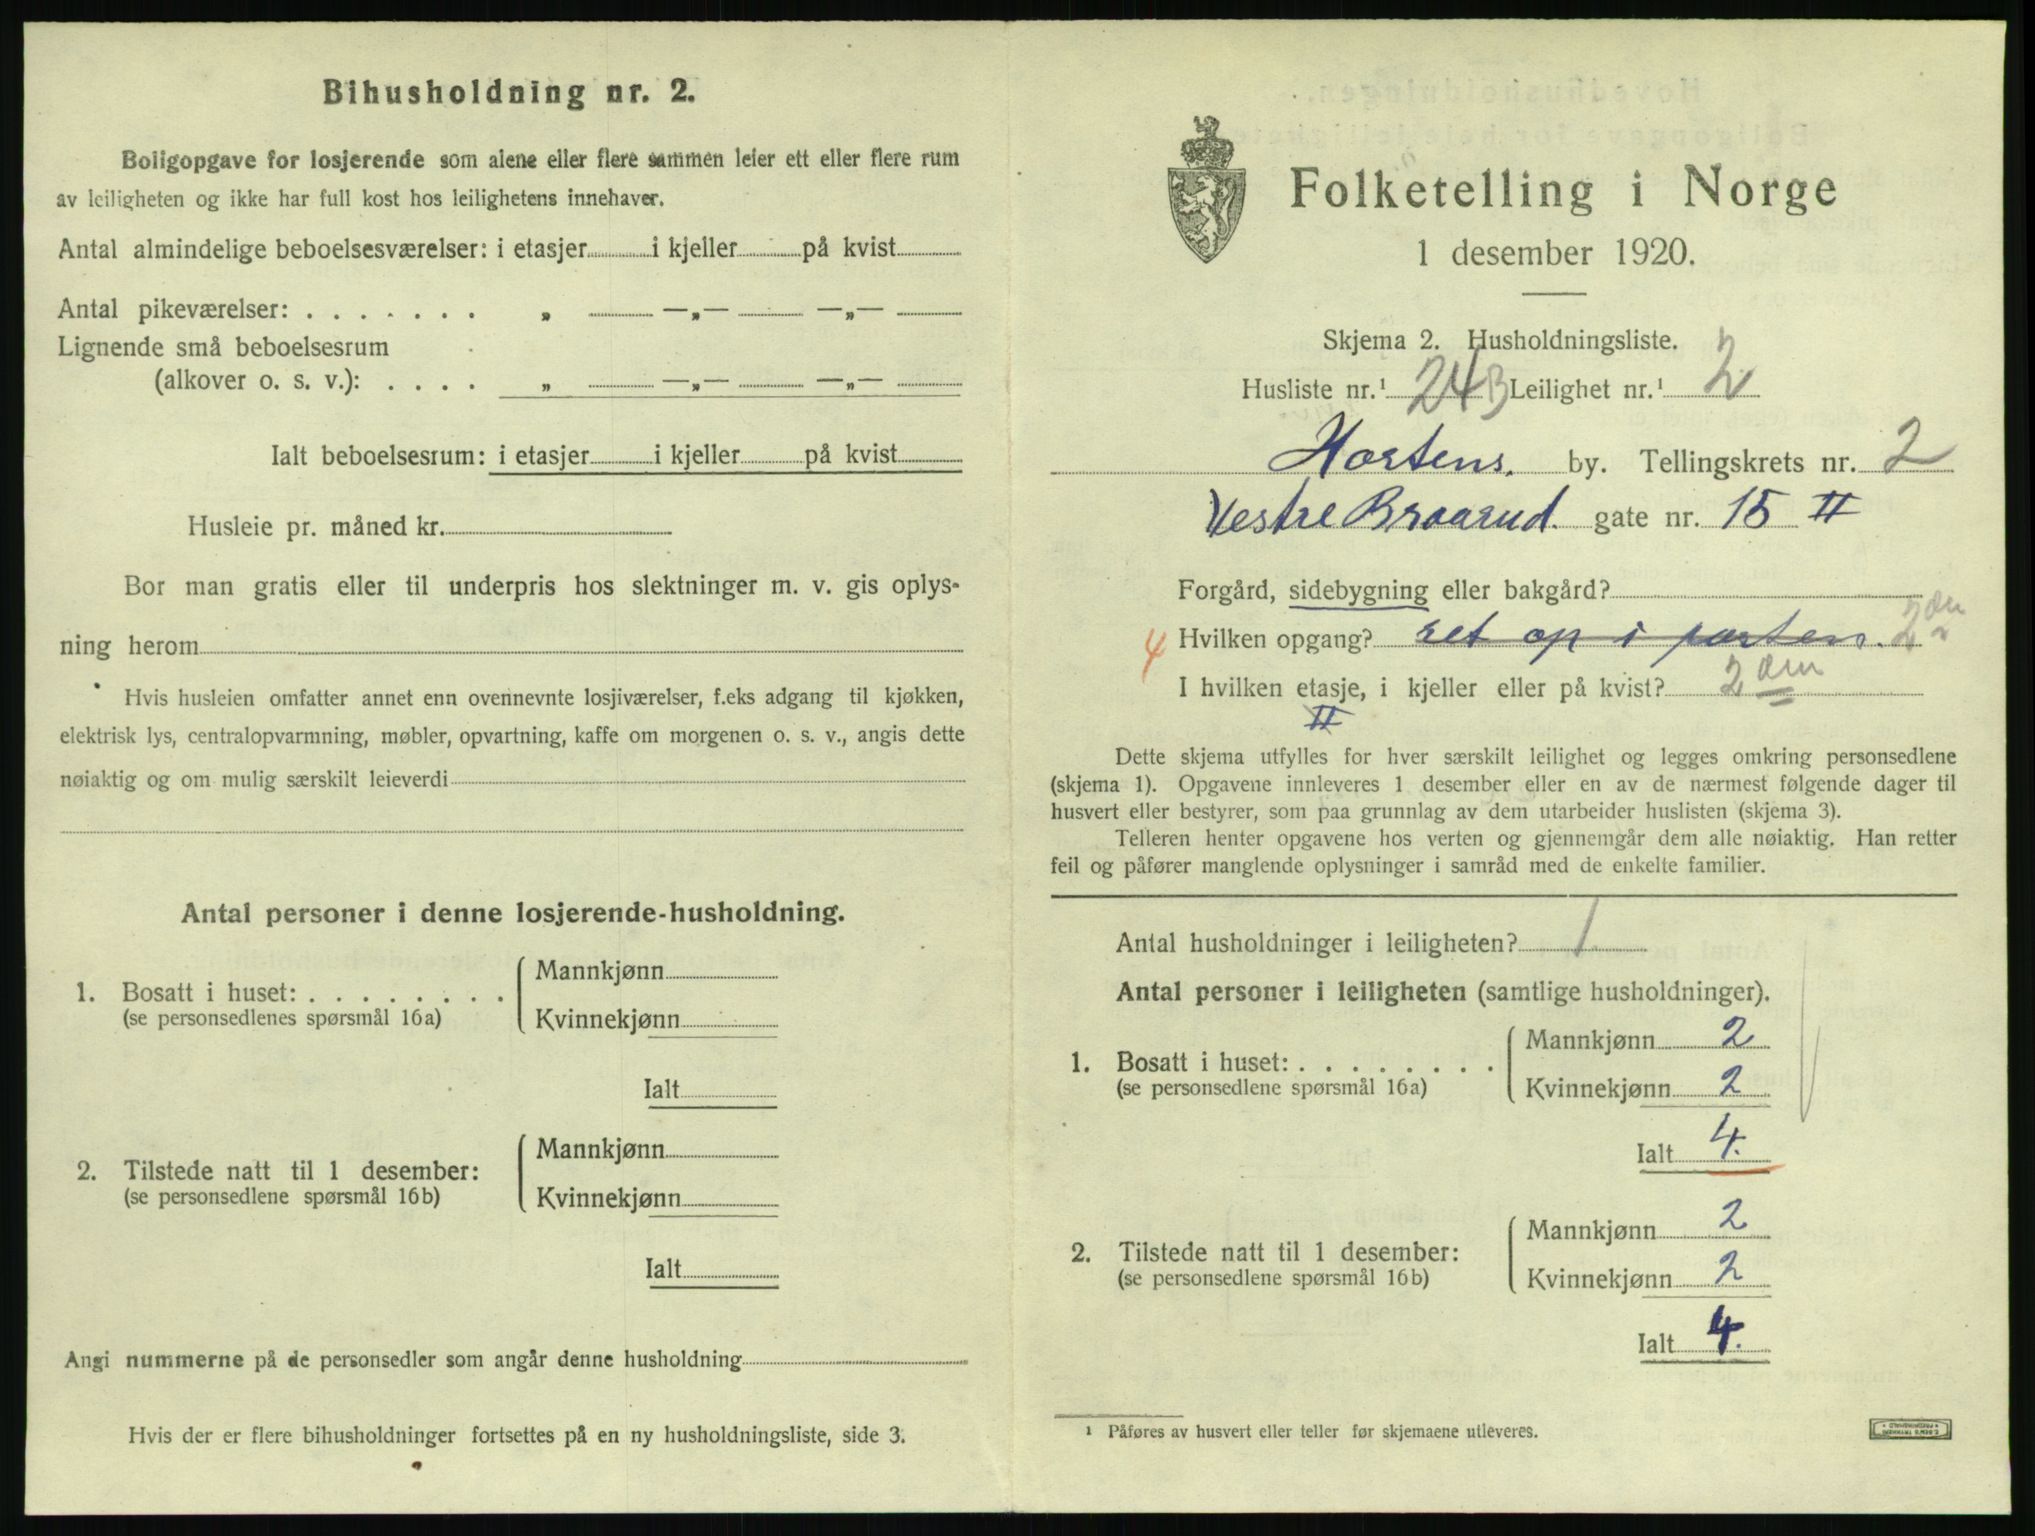 Bihusholdning nr. 2.
Boligopgave for losjerende som alene eller flere sammen leier ett eller flere rum
av leiligheten og ikke har full kost hos leilighetens innehaver.
Antal almindelige beboelsesværelser: i etasjer i kjeller på kvist
Antal pikeværelser: . . . . . . . „ —„— —„—
Lignende små beboelsesrum
(alkover o. s. v.): . . . . „ —„— —„—
Ialt beboelsesrum: i etasjer i kjeller på kvist
Husleie pr. måned kr.
Bor man gratis eller til underpris hos slektninger m. v. gis oplys-
ning herom
Hvis husleien omfatter annet enn ovennevnte losjiværelser, f.eks adgang til kjøkken,
elektrisk lys, centralopvarmning, møbler, opvartning, kaffe om morgenen o. s. v., angis dette
nøiaktig og om mulig særskilt leieverdi
Antal personer i denne losjerende-husholdning.
1. Bosatt i huset: . . . . . . . . .
(se personsedlenes spørsmål 16a)
Mannkjønn
Kvinnekjønn
Ialt
2. Tilstede natt til 1 desember:
(se personsedlene spørsmål 16b)
Mannkjønn
Kvinnekjønn
Ialt
Angi nummerne på de personsedler som angår denne husholdning
Hvis der er flere bihusholdninger fortsettes på en ny husholdningsliste, side 3.
Folketelling i Norge
1 desember 1920.
Skjema 2. Husholdningsliste.
Husliste nr.¹ 24B Leilighet nr.¹ 2
Hortens. by. Tellingskrets nr. 2
Vestre Braarud. gate nr. 15 II
Forgård, sidebygning eller bakgård?
4 Hvilken opgang? ret op i porten. 2
I hvilken etasje, i kjeller eller på kvist? 2
II
Dette skjema utfylles for hver særskilt leilighet og legges omkring personsedlene
(skjema 1). Opgavene innleveres 1 desember eller en av de nærmest følgende dager til
husvert eller bestyrer, som paa grunnlag av dem utarbeider huslisten (skjema 3).
Telleren henter opgavene hos verten og gjennemgår dem alle nøiaktig. Han retter
feil og påfører manglende oplysninger i samråd med de enkelte familier.
Antal husholdninger i leiligheten? 1
Antal personer i leiligheten (samtlige husholdninger).
1. Bosatt i huset: . . . . . . . . .
(se personsedlene spørsmål 16a)
Mannkjønn 2
Kvinnekjønn 2
Ialt 4.
2. Tilstede natt til 1 desember:
(se personsedlene spørsmål 16b)
Mannkjønn 2
Kvinnekjønn 2
Ialt 4.
¹ Påføres av husvert eller teller før skjemaene utleveres.